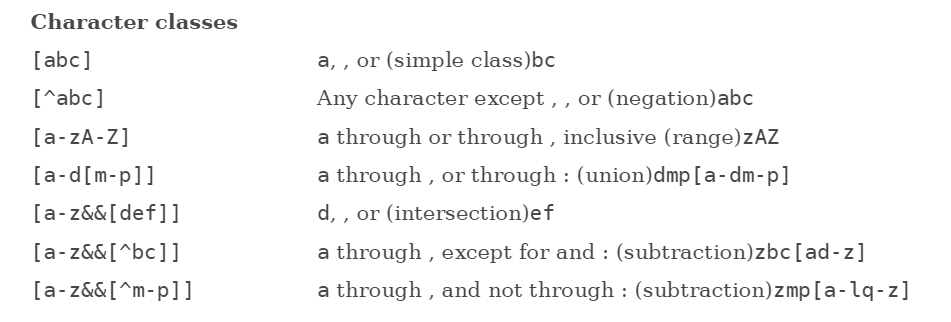 Character classes
[abc] a, , or (simple class)bc
[^abc] Any character except , , or (negation)abc
[a-zA-Z] a through or through , inclusive (range)zAZ
[a-d[m-p]] a through , or through : (union)dmp[a-dm-p]
[a-z&&[def]] d, , or (intersection)ef
[a-z&&[^bc]] a through , except for and : (subtraction)zbc[ad-z]
[a-z&&[^m-p]] a through , and not through : (subtraction)zmp[a-lq-z]